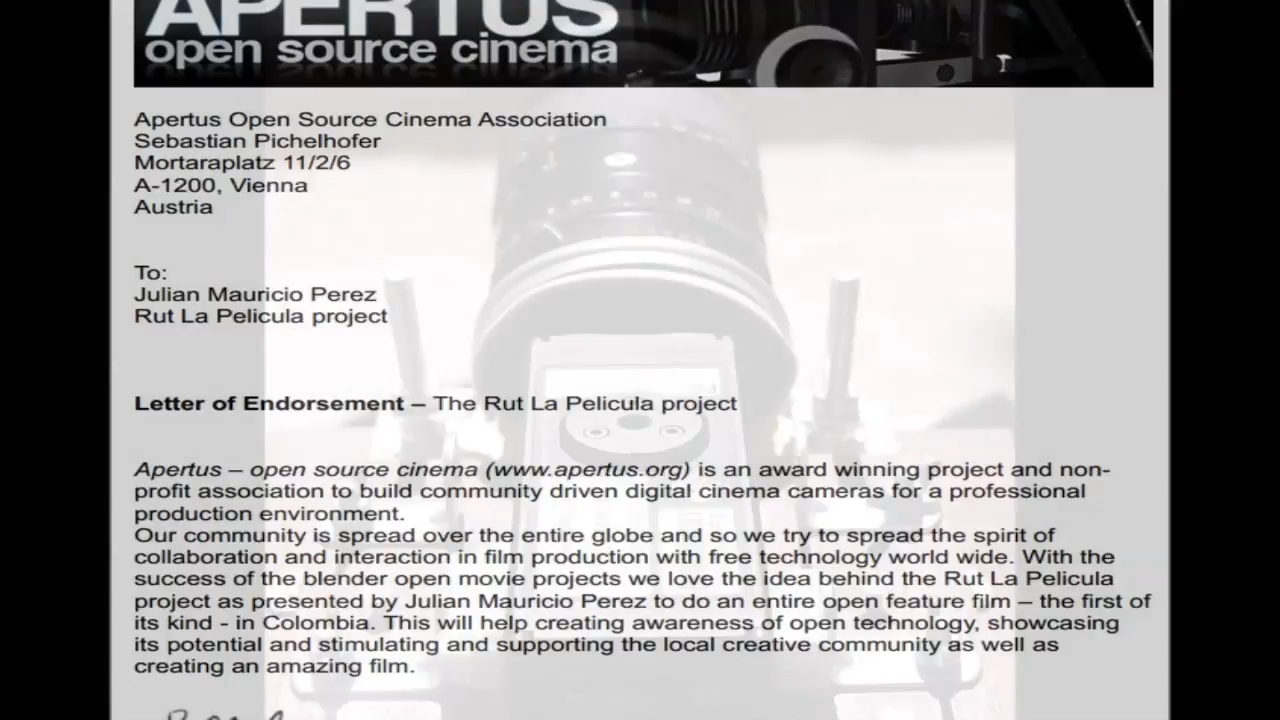 APERTUS
open source cinema
Apertus Open Source Cinema Association
Sebastian Pichelhofer
Mortaraplatz 11/2/6
A-1200, Vienna
Austria
To:
Julian Mauricio Perez
Rut La Pelicula project
Letter of Endorsement – The Rut La Pelicula project
Apertus – open source cinema (www.apertus.org) is an award winning project and non-
profit association to build community driven digital cinema cameras for a professional
production environment.
Our community is spread over the entire globe and so we try to spread the spirit of
collaboration and interaction in film production with free technology world wide. With the
success of the blender open movie projects we love the idea behind the Rut La Pelicula
project as presented by Julian Mauricio Perez to do an entire open feature film – the first of
its kind - in Colombia. This will help creating awareness of open technology, showcasing
its potential and stimulating and supporting the local creative community as well as
creating an amazing film.